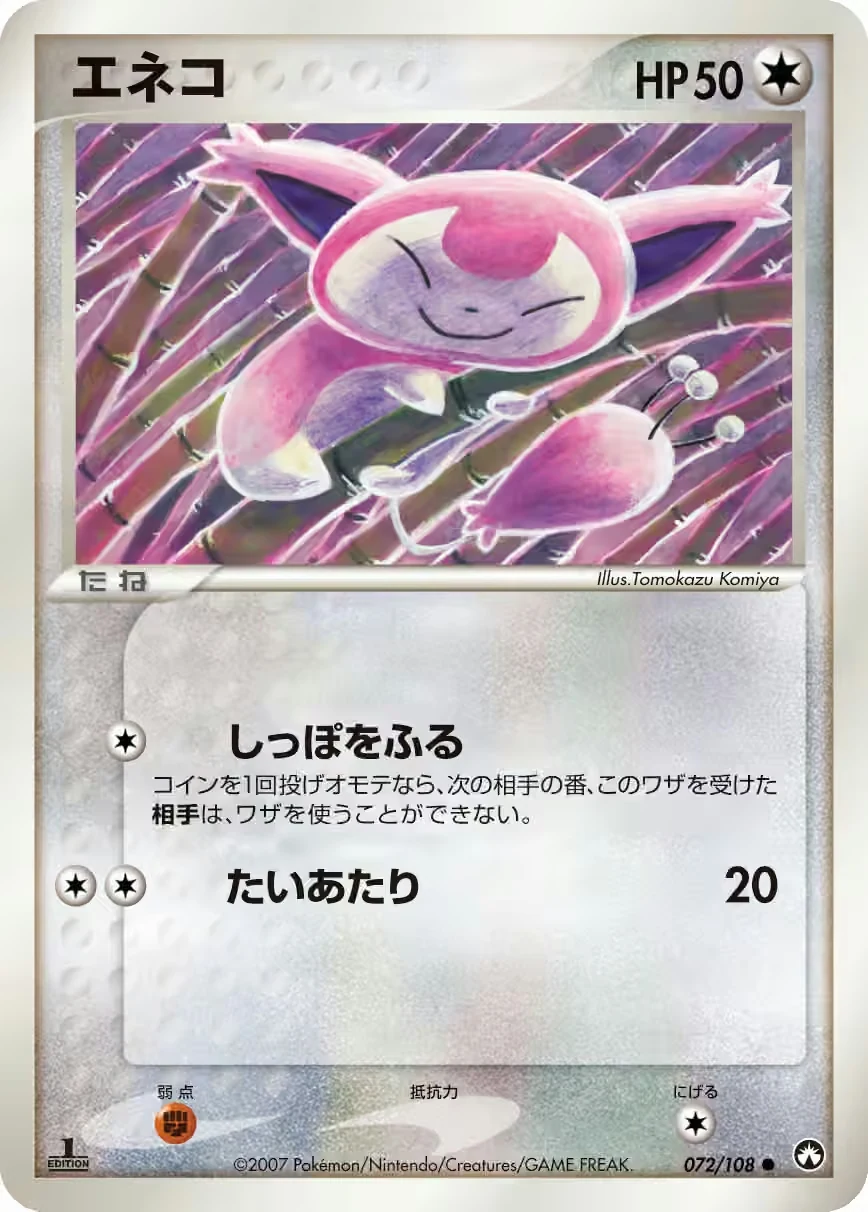 エネコ HP50
たね Illus.Tomokazu Komiya
しっぽをふる
コインを1回投げオモテなら、次の相手の番、このワザを受けた
相手は、ワザを使うことができない。
たいあたり 20
弱点 抵抗力 にげる
1 EDITION
©2007 Pokémon/Nintendo/Creatures/GAME FREAK. 072/108